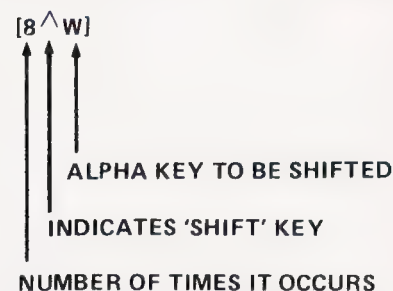 [8^W]
ALPHA KEY TO BE SHIFTED
INDICATES 'SHIFT' KEY
NUMBER OF TIMES IT OCCURS